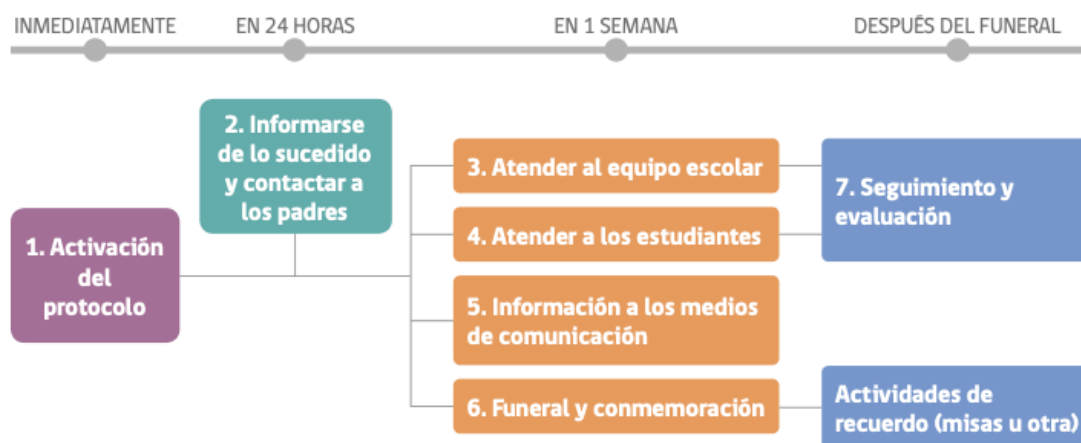 INMEDIATAMENTE
EN 24 HORAS
EN 1 SEMANA
DESPUÉS DEL FUNERAL
1. Activación
del
protocolo
2. Informarse
de lo sucedido
y contactar a
los padres
3. Atender al equipo escolar
4. Atender a los estudiantes
5. Información a los medios
de comunicación
6. Funeral y conmemoración
7. Seguimiento y
evaluación
Actividades de
recuerdo (misas u otra)